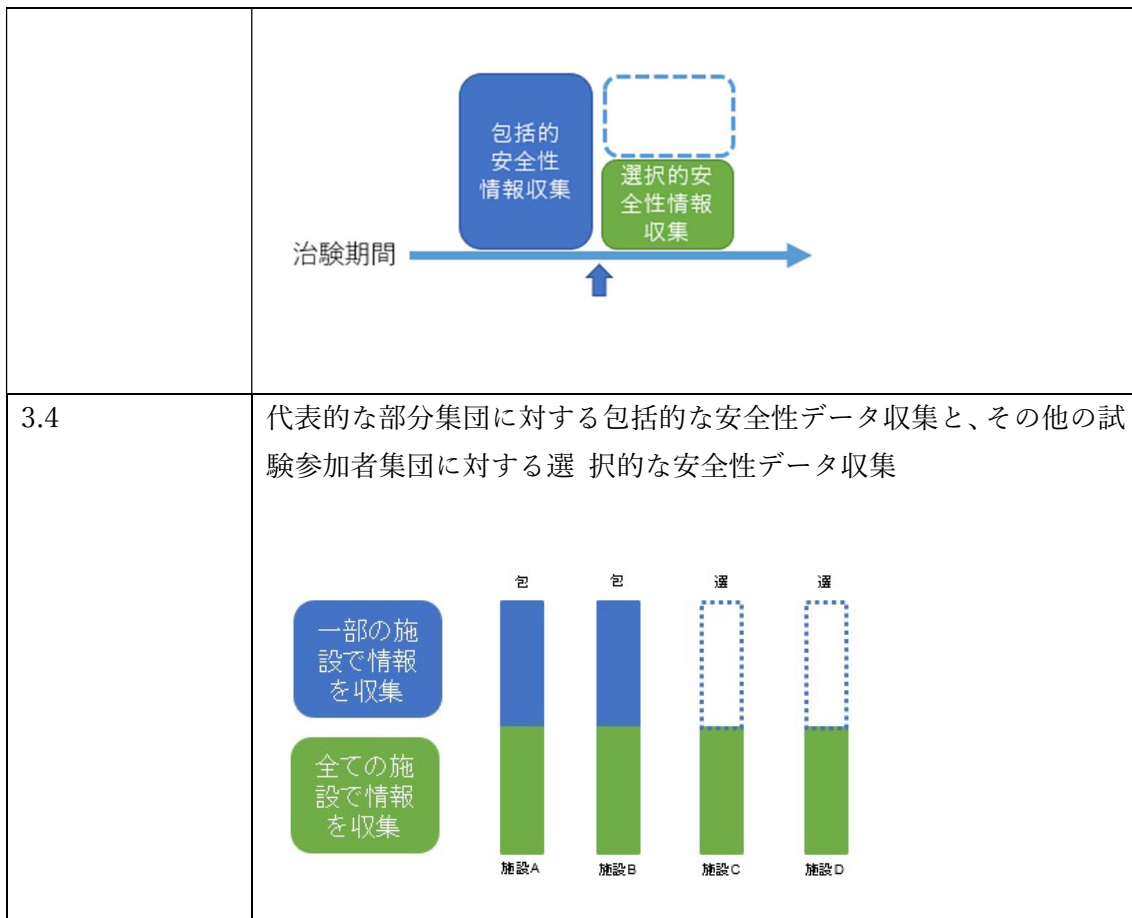 包括的
安全性
情報収集
選択的安
全性情報
収集
治験期間
3.4
代表的な部分集団に対する包括的な安全性データ収集と、その他の試
験参加者集団に対する選 択的な安全性データ収集
包
包
選
選
一部の施
設で情報
を収集
全ての施
設で情報
を収集
施設A
施設B
施設C
施設D